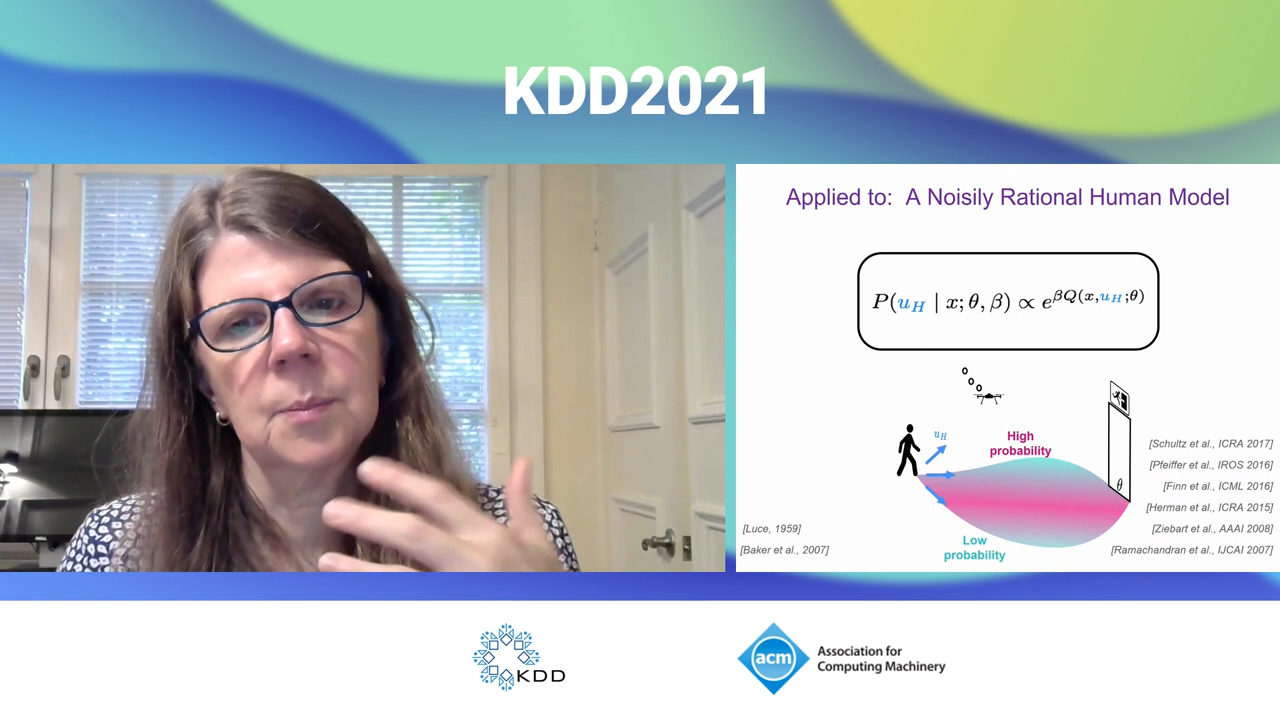 KDD2021
Applied to: A Noisily Rational Human Model
P(u_H | x; θ, β) ∝ e^{βQ(x,u_H;θ)}
u_H
High
probability
θ
Low
probability
[Luce, 1959]
[Baker et al., 2007]
[Schultz et al., ICRA 2017]
[Pfeiffer et al., IROS 2016]
[Finn et al., ICML 2016]
[Herman et al., ICRA 2015]
[Ziebart et al., AAAI 2008]
[Ramachandran et al., IJCAI 2007]
KDD
acm
Association for
Computing Machinery